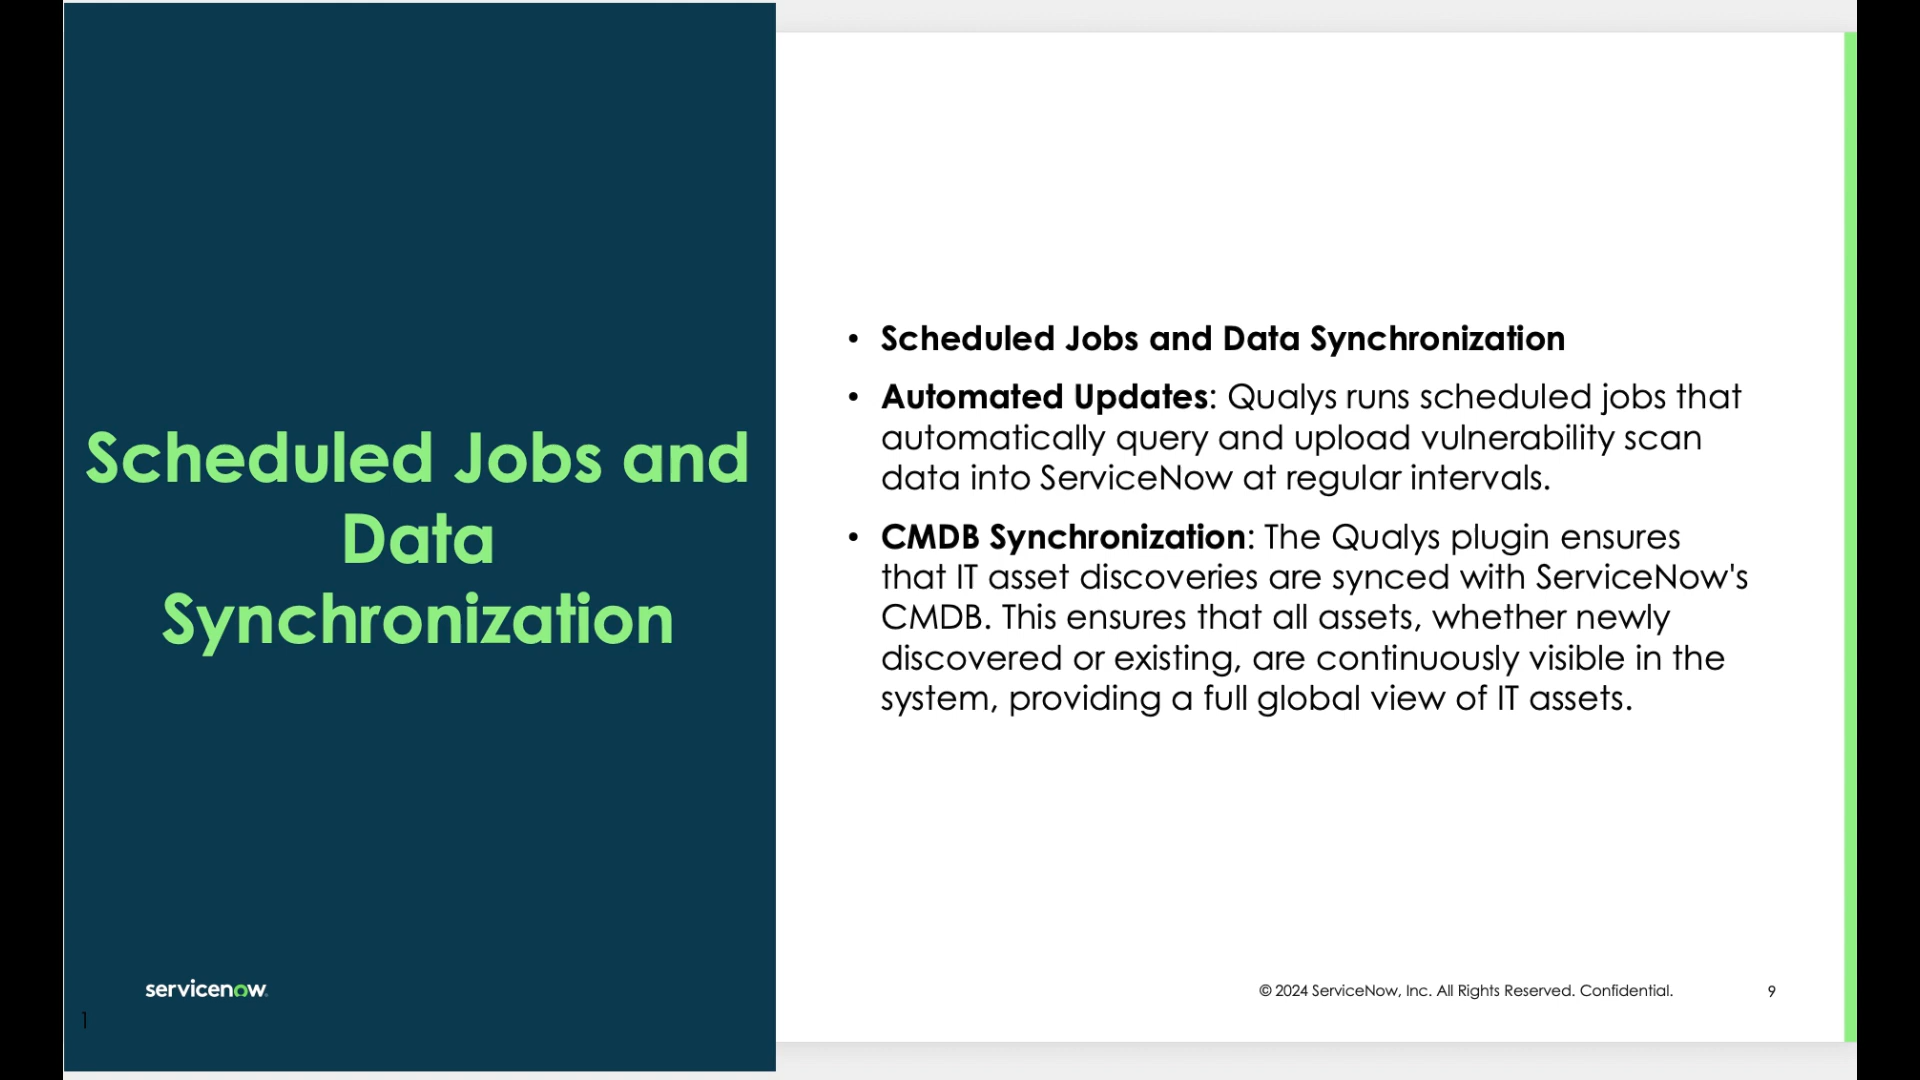 Scheduled Jobs and
Data
Synchronization
servicenow
1
• Scheduled Jobs and Data Synchronization
• Automated Updates: Qualys runs scheduled jobs that
automatically query and upload vulnerability scan
data into ServiceNow at regular intervals.
• CMDB Synchronization: The Qualys plugin ensures
that IT asset discoveries are synced with ServiceNow's
CMDB. This ensures that all assets, whether newly
discovered or existing, are continuously visible in the
system, providing a full global view of IT assets.
© 2024 ServiceNow, Inc. All Rights Reserved. Confidential.
9